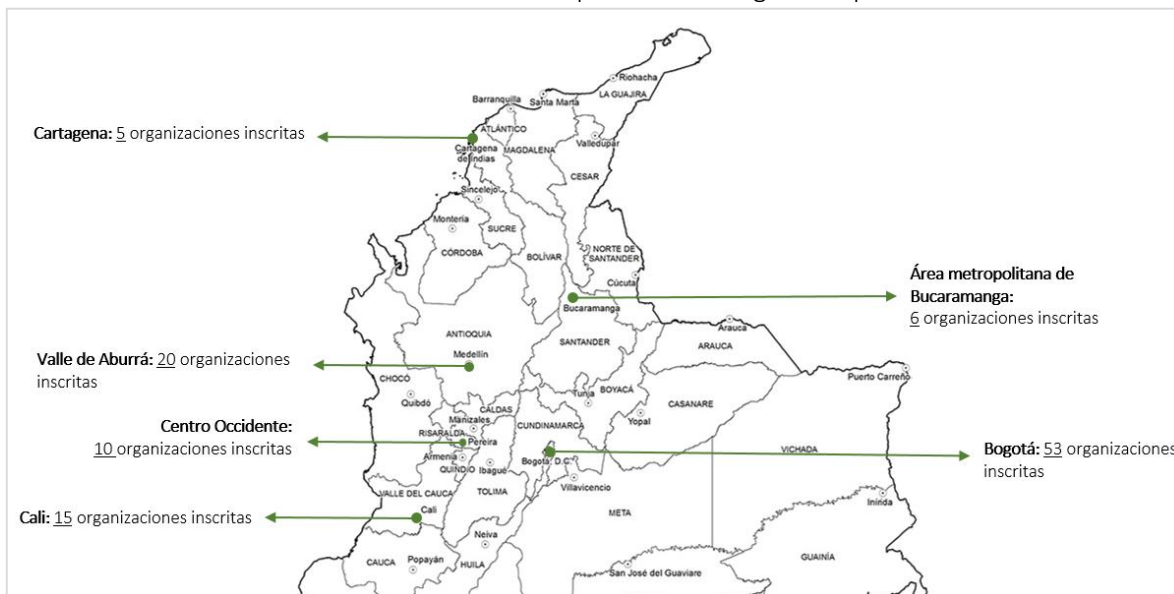 Riohacha
LA GUAJIRA
Barranquilla
Santa Marta
ATLÁNTICO
Cartagena: 5 organizaciones inscritas
Cartagena
de Indias
MAGDALENA
Valledupar
CESAR
Sincelejo
Montería
SUCRE
CÓRDOBA
BOLÍVAR
NORTE DE
SANTANDER
Cúcuta
Área metropolitana de
Bucaramanga:
6 organizaciones inscritas
Bucaramanga
ANTIOQUIA
SANTANDER
Arauca
ARAUCA
Valle de Aburrá: 20 organizaciones
inscritas
Medellín
CHOCÓ
Quibdó
Tunja
BOYACÁ
CASANARE
Yopal
Puerto Carreño
CALDAS
Manizales
CUNDINAMARCA
Centro Occidente:
10 organizaciones inscritas
RISARALDA
Pereira
Armenia
QUINDÍO
Ibagué
Bogotá, D.C.
Villavicencio
VICHADA
Bogotá: 53 organizaciones
inscritas
VALLE DEL CAUCA
TOLIMA
Cali: 15 organizaciones inscritas
Cali
META
Inírida
Neiva
CAUCA
Popayán
HUILA
San José del Guaviare
GUAINÍA